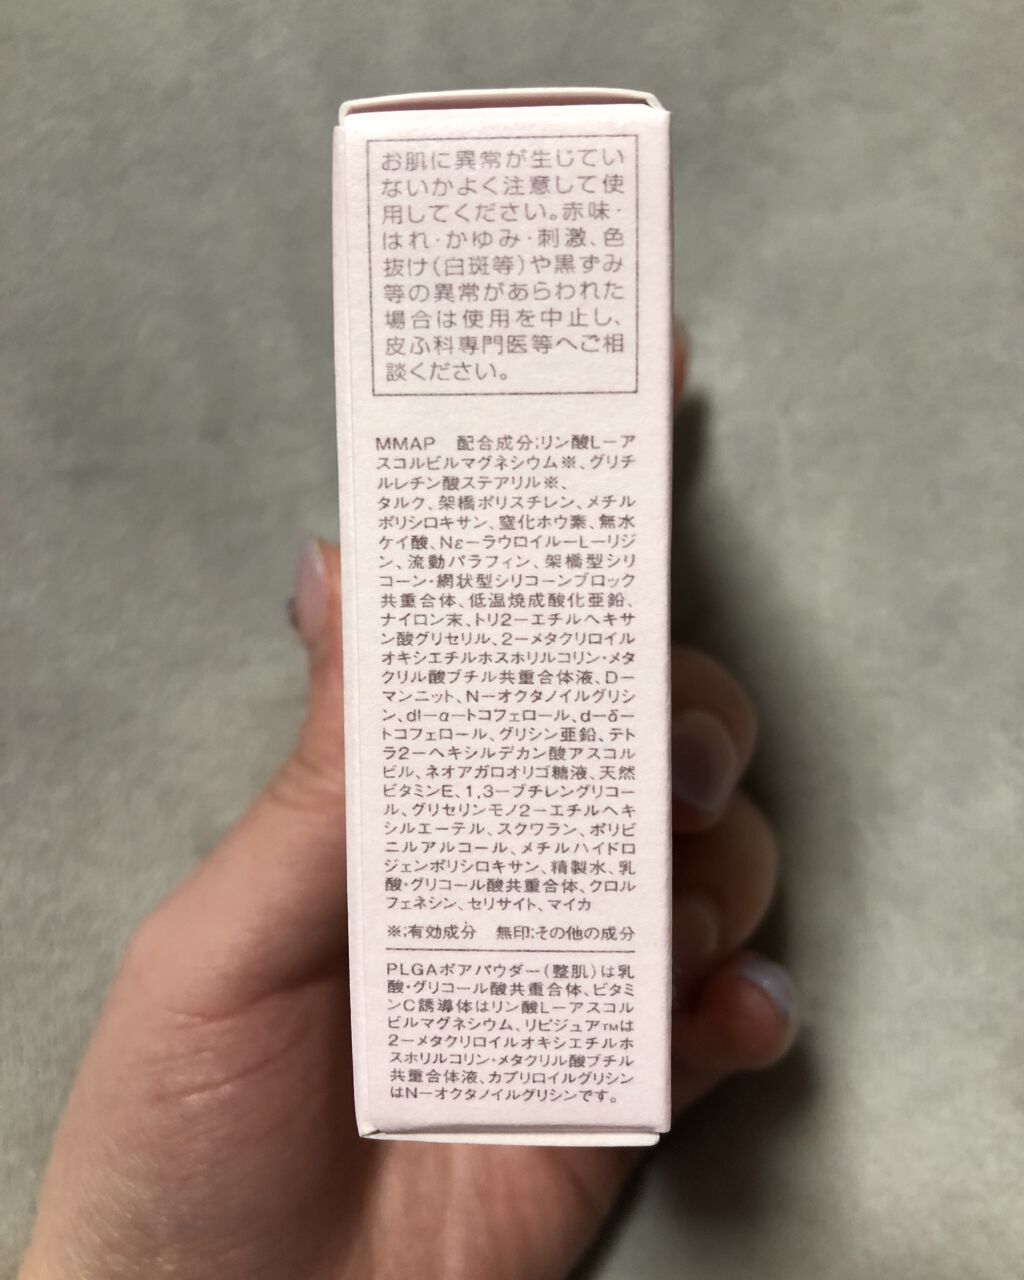 お肌に異常が生じてい
ないかよく注意して使
用してください。赤味・
はれ・かゆみ・刺激、色
抜け(白斑等)や黒ずみ
等の異常があらわれた
場合は使用を中止し、
皮ふ科専門医等へご相
談ください。
MMAP 配合成分;リン酸L-ア
スコルビルマグネシウム※、グリチ
ルレチン酸ステアリル※、
タルク、架橋ポリスチレン、メチル
ポリシロキサン、窒化ホウ素、無水
ケイ酸、Nε-ラウロイル-L-リジ
ン、流動パラフィン、架橋型シリ
コーン・網状型シリコーンブロック
共重合体、低温焼成酸化亜鉛、
ナイロン末、トリ2-エチルヘキサ
ン酸グリセリル、2-メタクリロイル
オキシエチルホスホリルコリン・メタ
クリル酸ブチル共重合体液、D-
マンニット、N-オクタノイルグリシ
ン、dl-α-トコフェロール、d-δ-
トコフェロール、グリシン亜鉛、テト
ラ2-ヘキシルデカン酸アスコル
ビル、ネオアガロオリゴ糖液、天然
ビタミンE、1,3-ブチレングリコー
ル、グリセリンモノ2-エチルヘキ
シルエーテル、スクワラン、ポリビ
ニルアルコール、メチルハイドロ
ジェンポリシロキサン、精製水、乳
酸・グリコール酸共重合体、クロル
フェネシン、セリサイト、マイカ
※;有効成分 無印;その他の成分
PLGAポアパウダー(整肌)は乳
酸・グリコール酸共重合体、ビタミ
ンC誘導体はリン酸L-アスコル
ビルマグネシウム、リピジュア™は
2-メタクリロイルオキシエチルホ
スホリルコリン・メタクリル酸ブチル
共重合体液、カプリロイルグリシン
はN-オクタノイルグリシンです。